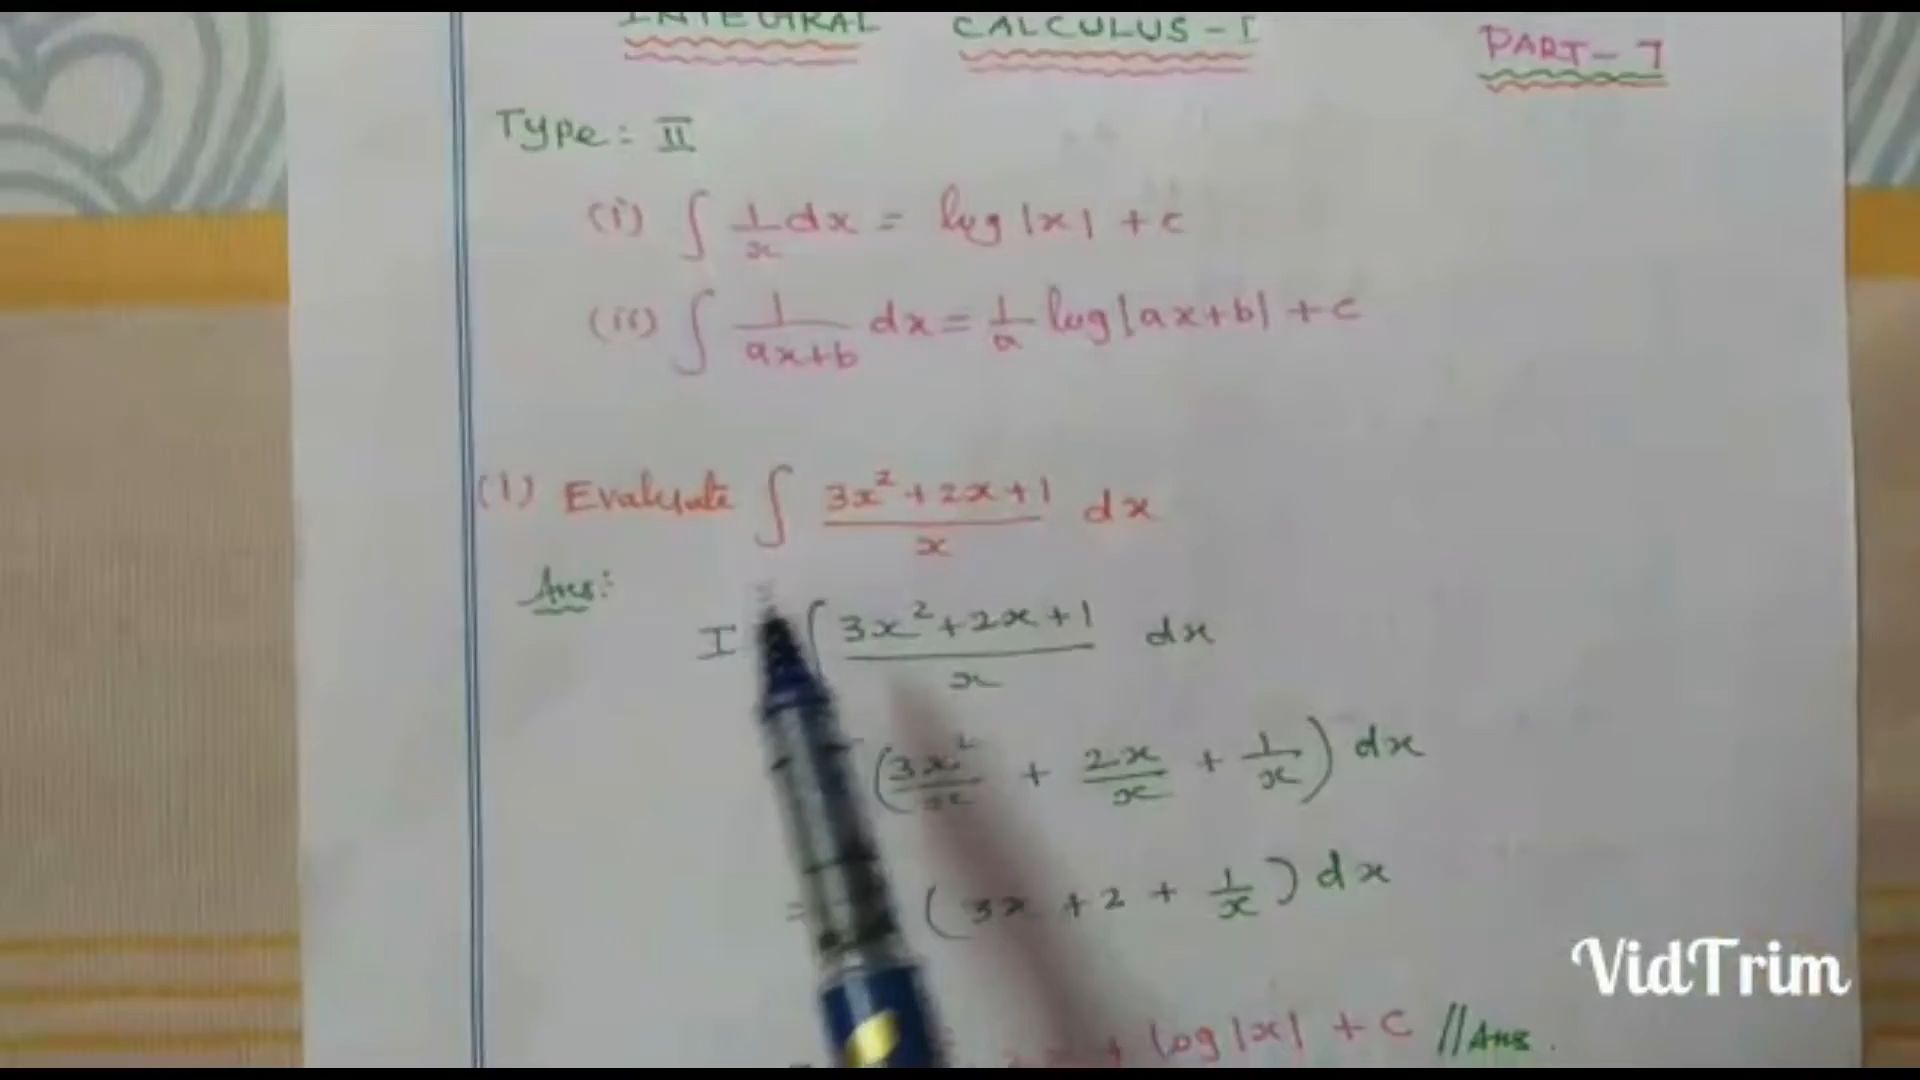 INTEGRAL CALCULUS - I
PART - 7
Type: II
(i) ∫ 1/x dx = log |x| + c
(ii) ∫ 1/(ax+b) dx = 1/a log |ax+b| + c
(1) Evaluate ∫ (3x² + 2x + 1)/x dx
Ans:
I ∫ (3x² + 2x + 1)/x dx
(3x²/x + 2x/x + 1/x) dx
= (3x + 2 + 1/x) dx
= 2x + log |x| + c // Ans.
VidTrim